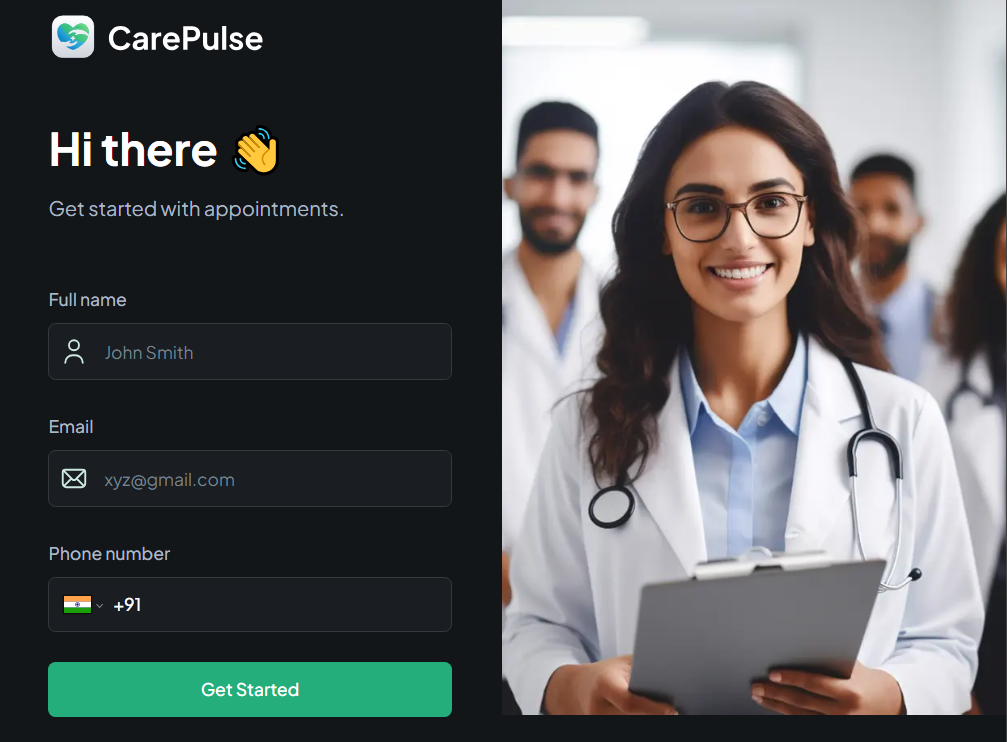 CarePulse
Hi there 👋
Get started with appointments.
Full name
John Smith
Email
xyz@gmail.com
Phone number
+91
Get Started